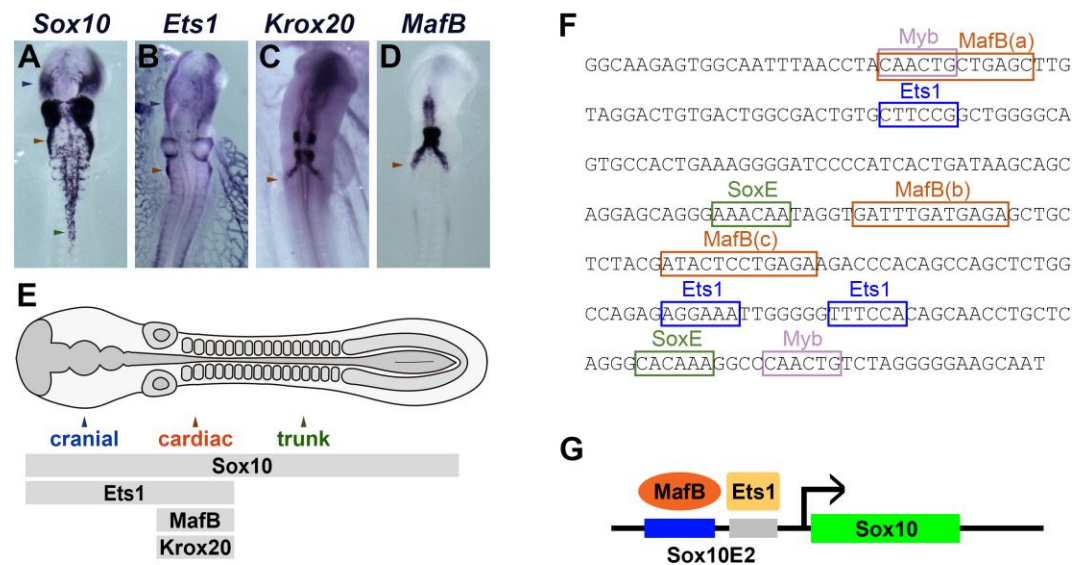 Sox10 Ets1 Krox20 MafB
A B C D
E
cranial cardiac trunk
Sox10
Ets1
MafB
Krox20
F
Myb MafB(a)
GGCAAGAGTGGCAATTTAACCTACAACTGCTGAGCTTG
Ets1
TAGGACTGTGACTGGCGACTGTGCTTCCGGCTGGGGCA
GTGCCACTGAAAGGGGATCCCCATCACTGATAAGCAGC
SoxE MafB(b)
AGGAGCAGGGAAACAATAGGTGATTTGATGAGAGCTGC
MafB(c)
TCTACGATACTCCTGAGAAGACCCACAGCCAGCTCTGG
Ets1 Ets1
CCAGAGAGGAAATTGGGGGTTTCCACAGCAACCTGCTC
SoxE Myb
AGGGCACAAAGGCCCAACTGTCTAGGGGGAAGCAAT
G
MafB Ets1
Sox10
Sox10E2